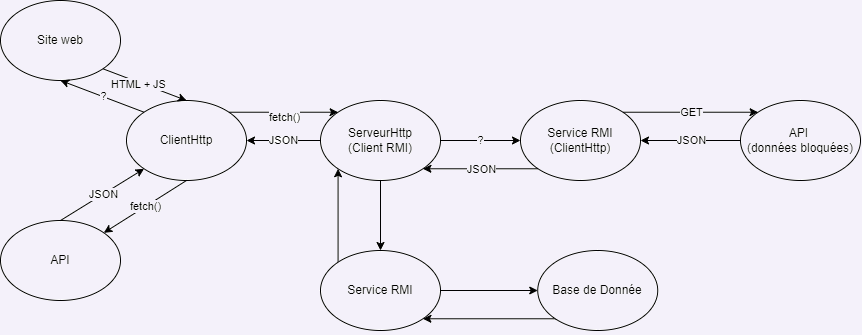 Site web
HTML + JS
?
ClientHttp
fetch()
JSON
ServeurHttp
(Client RMI)
?
JSON
Service RMI
(ClientHttp)
GET
JSON
API
(données bloquées)
JSON
fetch()
API
Service RMI
Base de Donnée